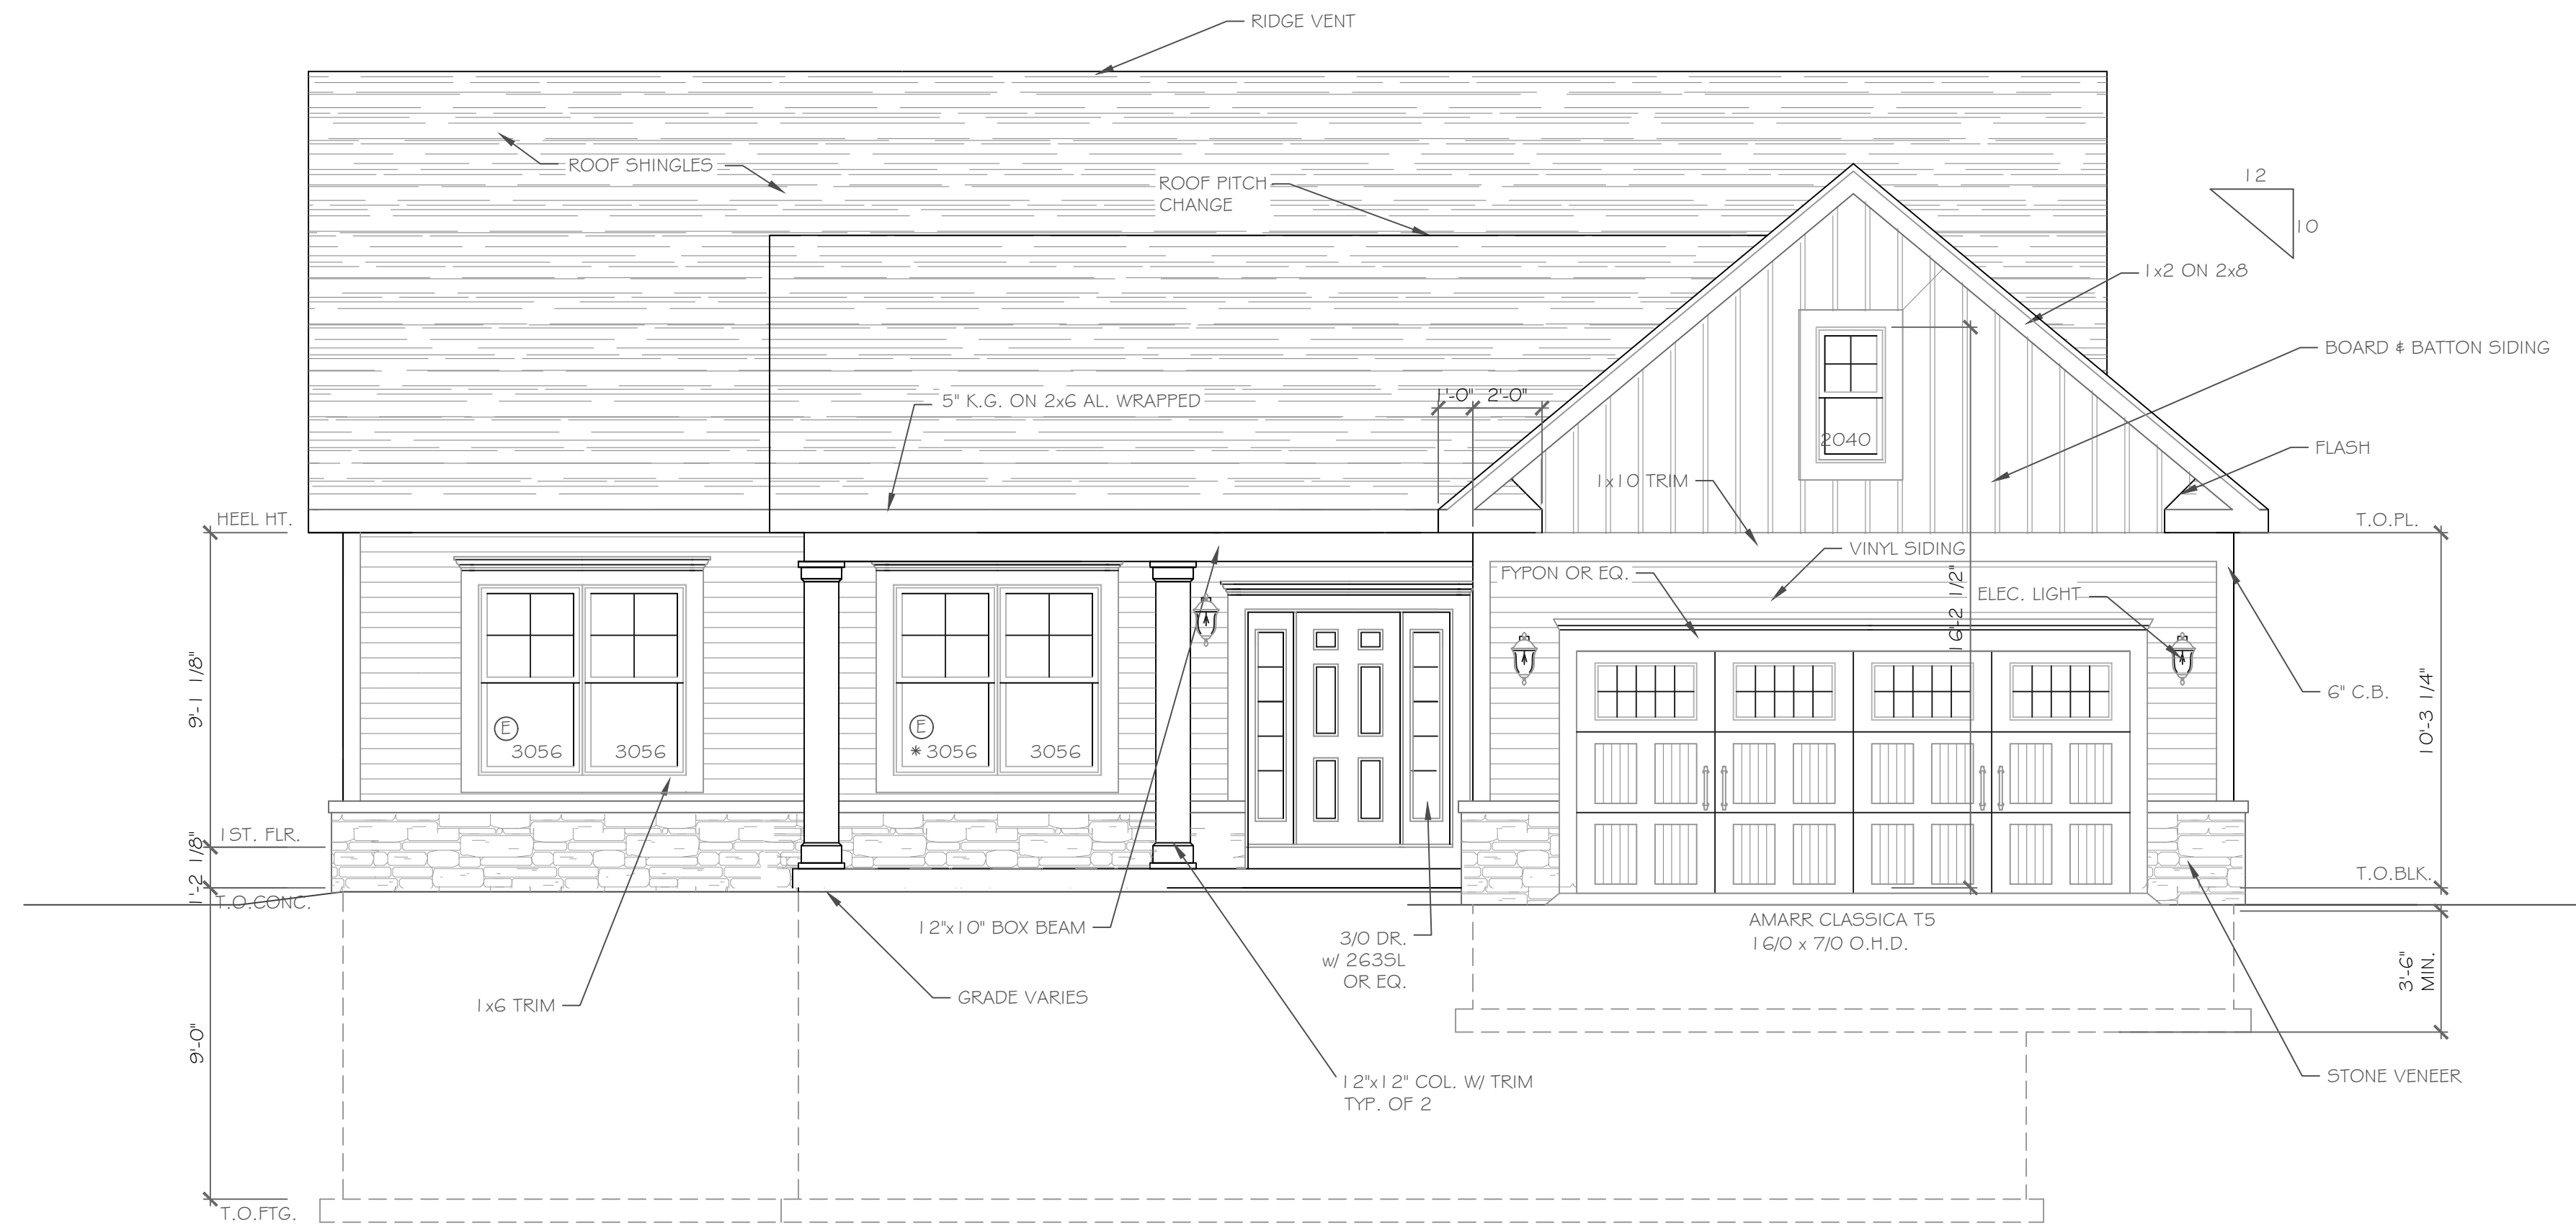 RIDGE VENT
ROOF SHINGLES
ROOF PITCH
CHANGE
12
10
1x2 ON 2x8
BOARD & BATTON SIDING
5" K.G. ON 2x6 AL. WRAPPED
1'-0" 2'-0"
2040
FLASH
1x10 TRIM
HEEL HT.
T.O.PL.
VINYL SIDING
FYPON OR EQ.
ELEC. LIGHT
16'-2 1/2"
9'-1 1/8"
6" C.B.
10'-3 1/4"
E
3056
3056
E
* 3056
3056
1ST. FLR.
1'-2 1/8"
T.O.CONC.
T.O.BLK.
12"x10" BOX BEAM
3/0 DR.
w/ 263SL
OR EQ.
AMARR CLASSICA T5
16/0 x 7/0 O.H.D.
3'-6"
MIN.
1x6 TRIM
GRADE VARIES
9'-0"
12"x12" COL. W/ TRIM
TYP. OF 2
STONE VENEER
T.O.FTG.